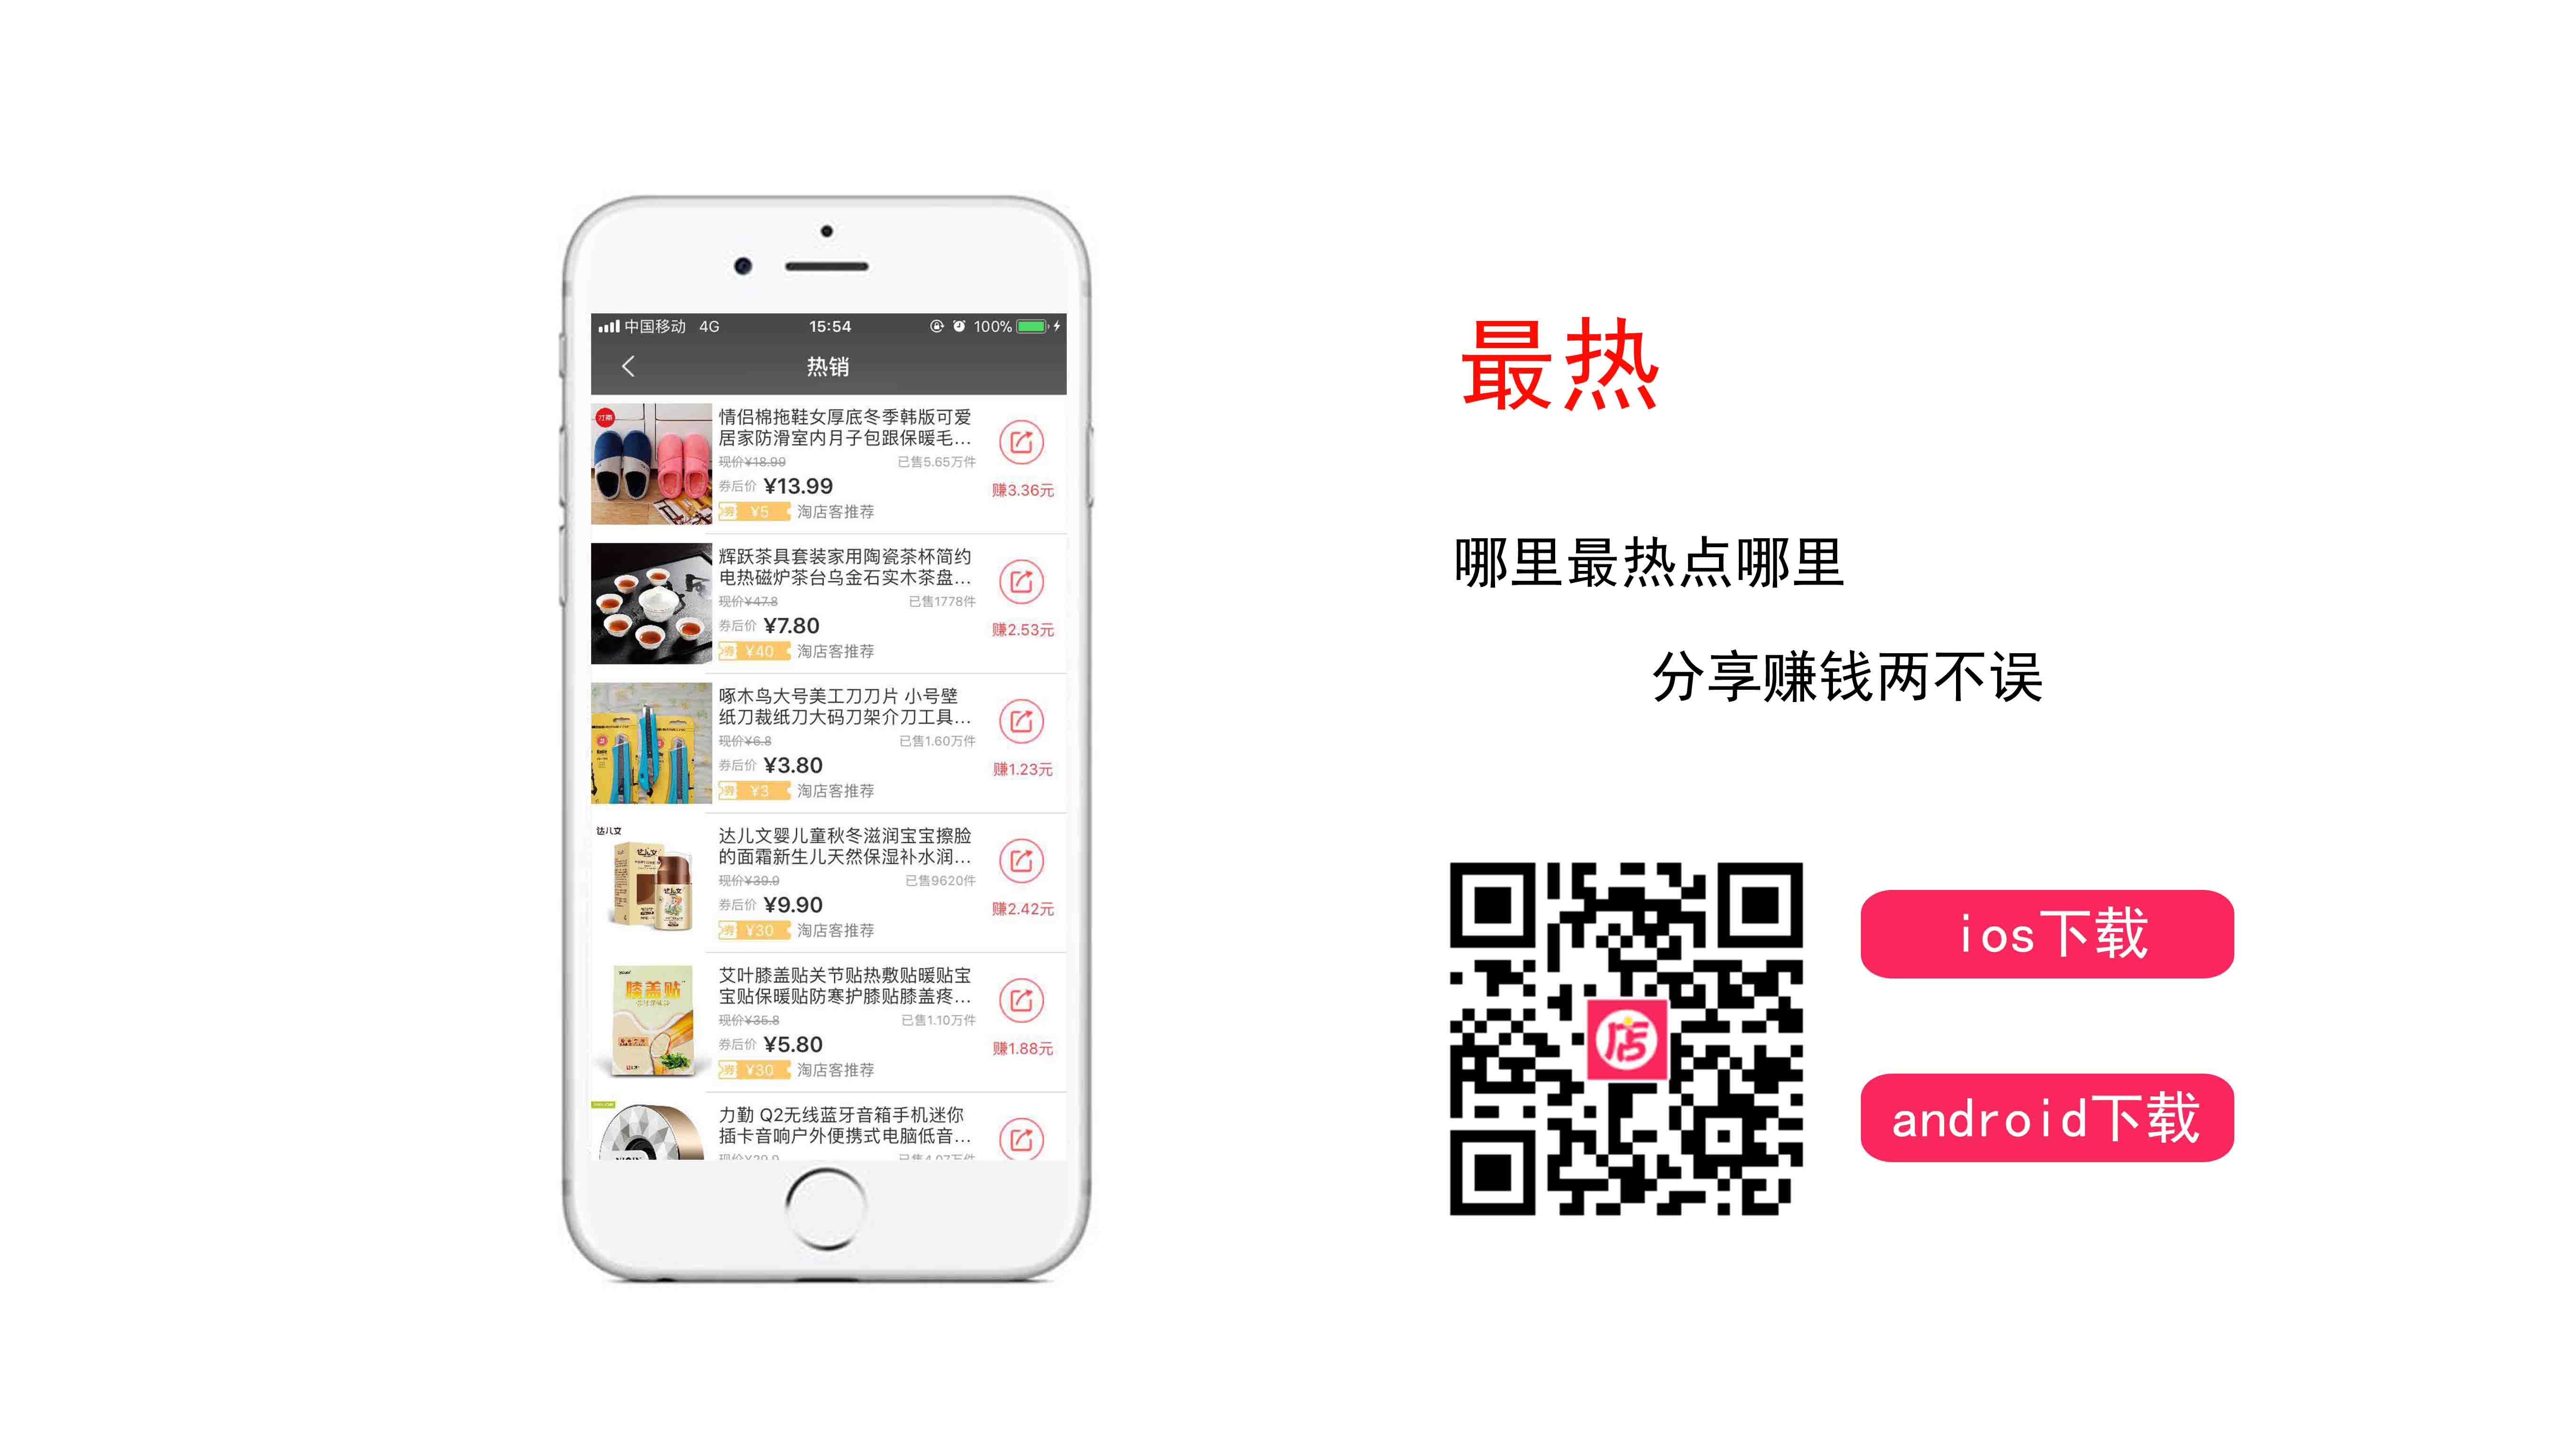 中国移动 4G 15:54 100%
热销
情侣棉拖鞋女厚底冬季韩版可爱
居家防滑室内月子包跟保暖毛...
现价¥18.99 已售5.65万件
券后价 ¥13.99
赚3.36元
券 ¥5 淘店客推荐
辉跃茶具套装家用陶瓷茶杯简约
电热磁炉茶台乌金石实木茶盘...
现价¥47.8 已售1778件
券后价 ¥7.80
赚2.53元
券 ¥40 淘店客推荐
啄木鸟大号美工刀刀片 小号壁
纸刀裁纸刀大码刀架介刀工具...
现价¥6.8 已售1.60万件
券后价 ¥3.80
赚1.23元
券 ¥3 淘店客推荐
达儿文
达儿文婴儿童秋冬滋润宝宝擦脸
的面霜新生儿天然保湿补水润...
现价¥39.9 已售9620件
券后价 ¥9.90
赚2.42元
券 ¥30 淘店客推荐
膝盖贴
艾叶膝盖贴关节贴热敷贴暖贴宝
宝贴保暖贴防寒护膝贴膝盖疼...
现价¥35.8 已售1.10万件
券后价 ¥5.80
赚1.88元
券 ¥30 淘店客推荐
力勤 Q2无线蓝牙音箱手机迷你
插卡音响户外便携式电脑低音...
最热
哪里最热点哪里
分享赚钱两不误
店
ios下载
android下载